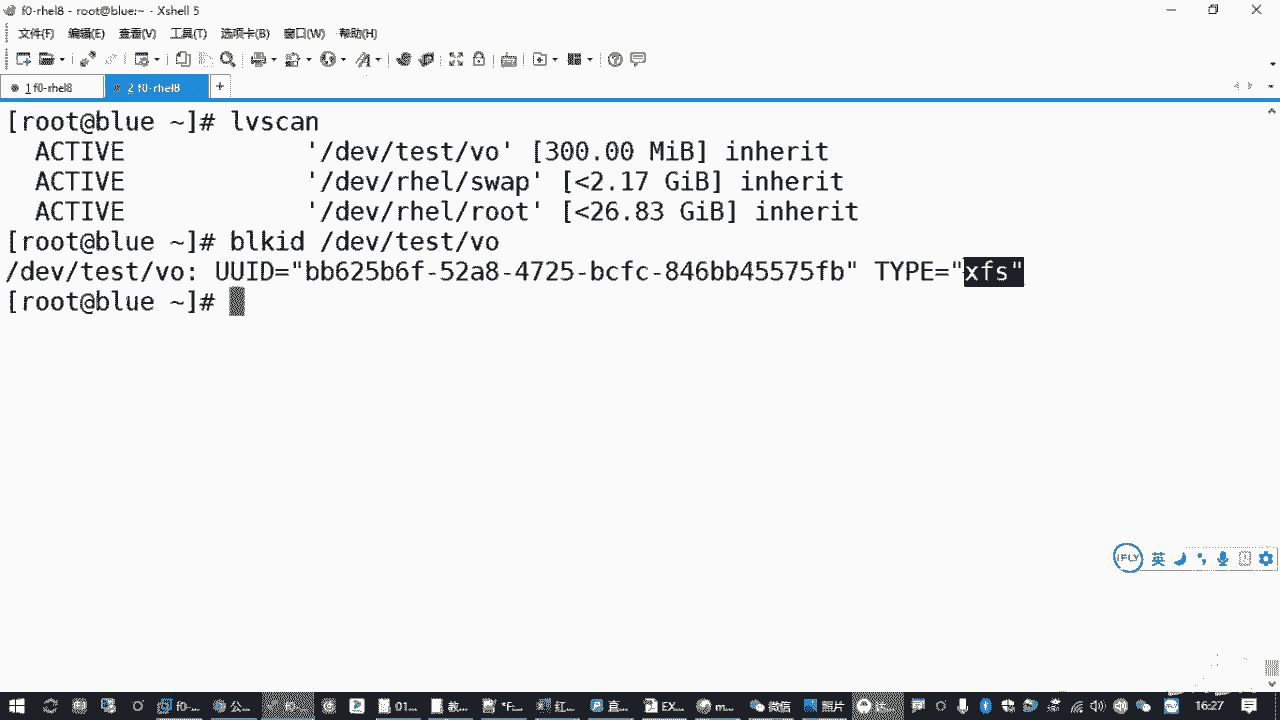 f0-rhel8 - root@blue:~ - Xshell 5
文件(F) 编辑(E) 查看(V) 工具(T) 选项卡(B) 窗口(W) 帮助(H)
1 f0-rhel8 2 f0-rhel8 +
[root@blue ~]# lvscan
ACTIVE '/dev/test/vo' [300.00 MiB] inherit
ACTIVE '/dev/rhel/swap' [<2.17 GiB] inherit
ACTIVE '/dev/rhel/root' [<26.83 GiB] inherit
[root@blue ~]# blkid /dev/test/vo
/dev/test/vo: UUID="bb625b6f-52a8-4725-bcfc-846bb45575fb" TYPE="xfs"
[root@blue ~]#
iFLY 英
f0-... 公... 01... 教... *F... 红... 直... EX... m... 微信 照片 16:27